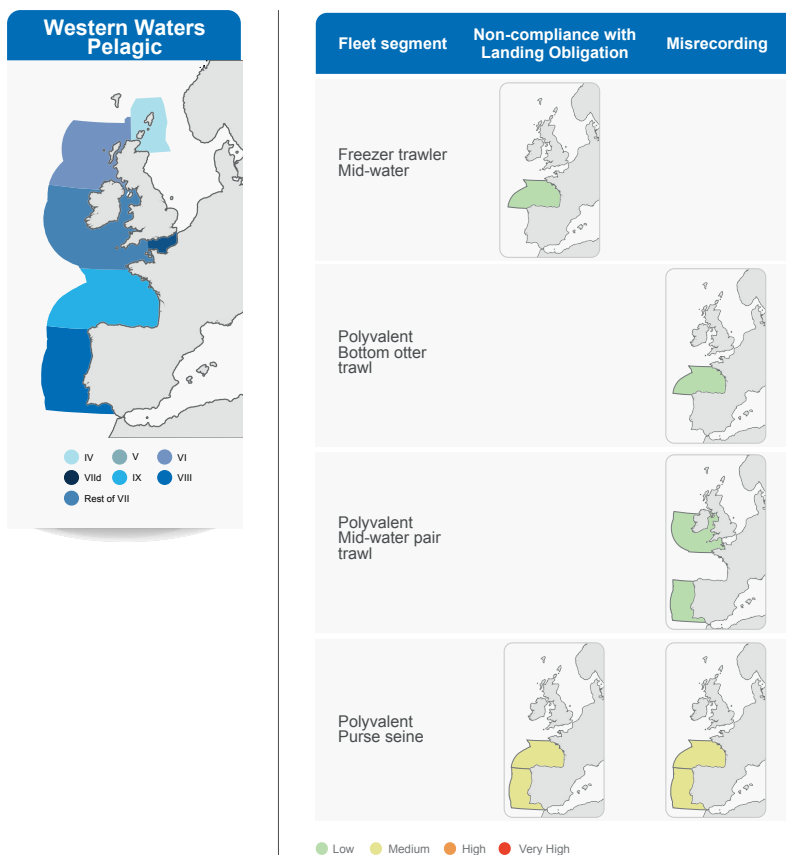 Western Waters
Pelagic
IV
V
VI
VIId
IX
VIII
Rest of VII
Fleet segment
Non-compliance with
Landing Obligation
Misrecording
Freezer trawler
Mid-water
Polyvalent
Bottom otter
trawl
Polyvalent
Mid-water pair
trawl
Polyvalent
Purse seine
Low
Medium
High
Very High